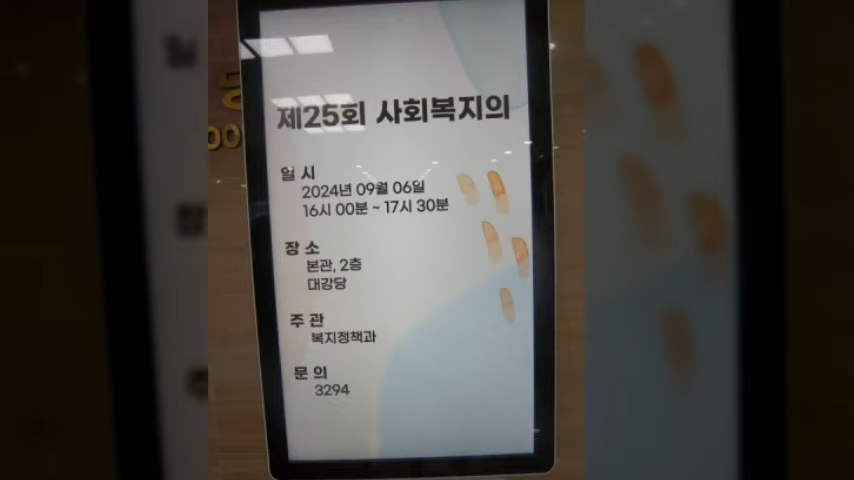 제25회 사회복지의
일 시
2024년 09월 06일
16시 00분 ~ 17시 30분
장 소
본관, 2층
대강당
주 관
복지정책과
문 의
3294